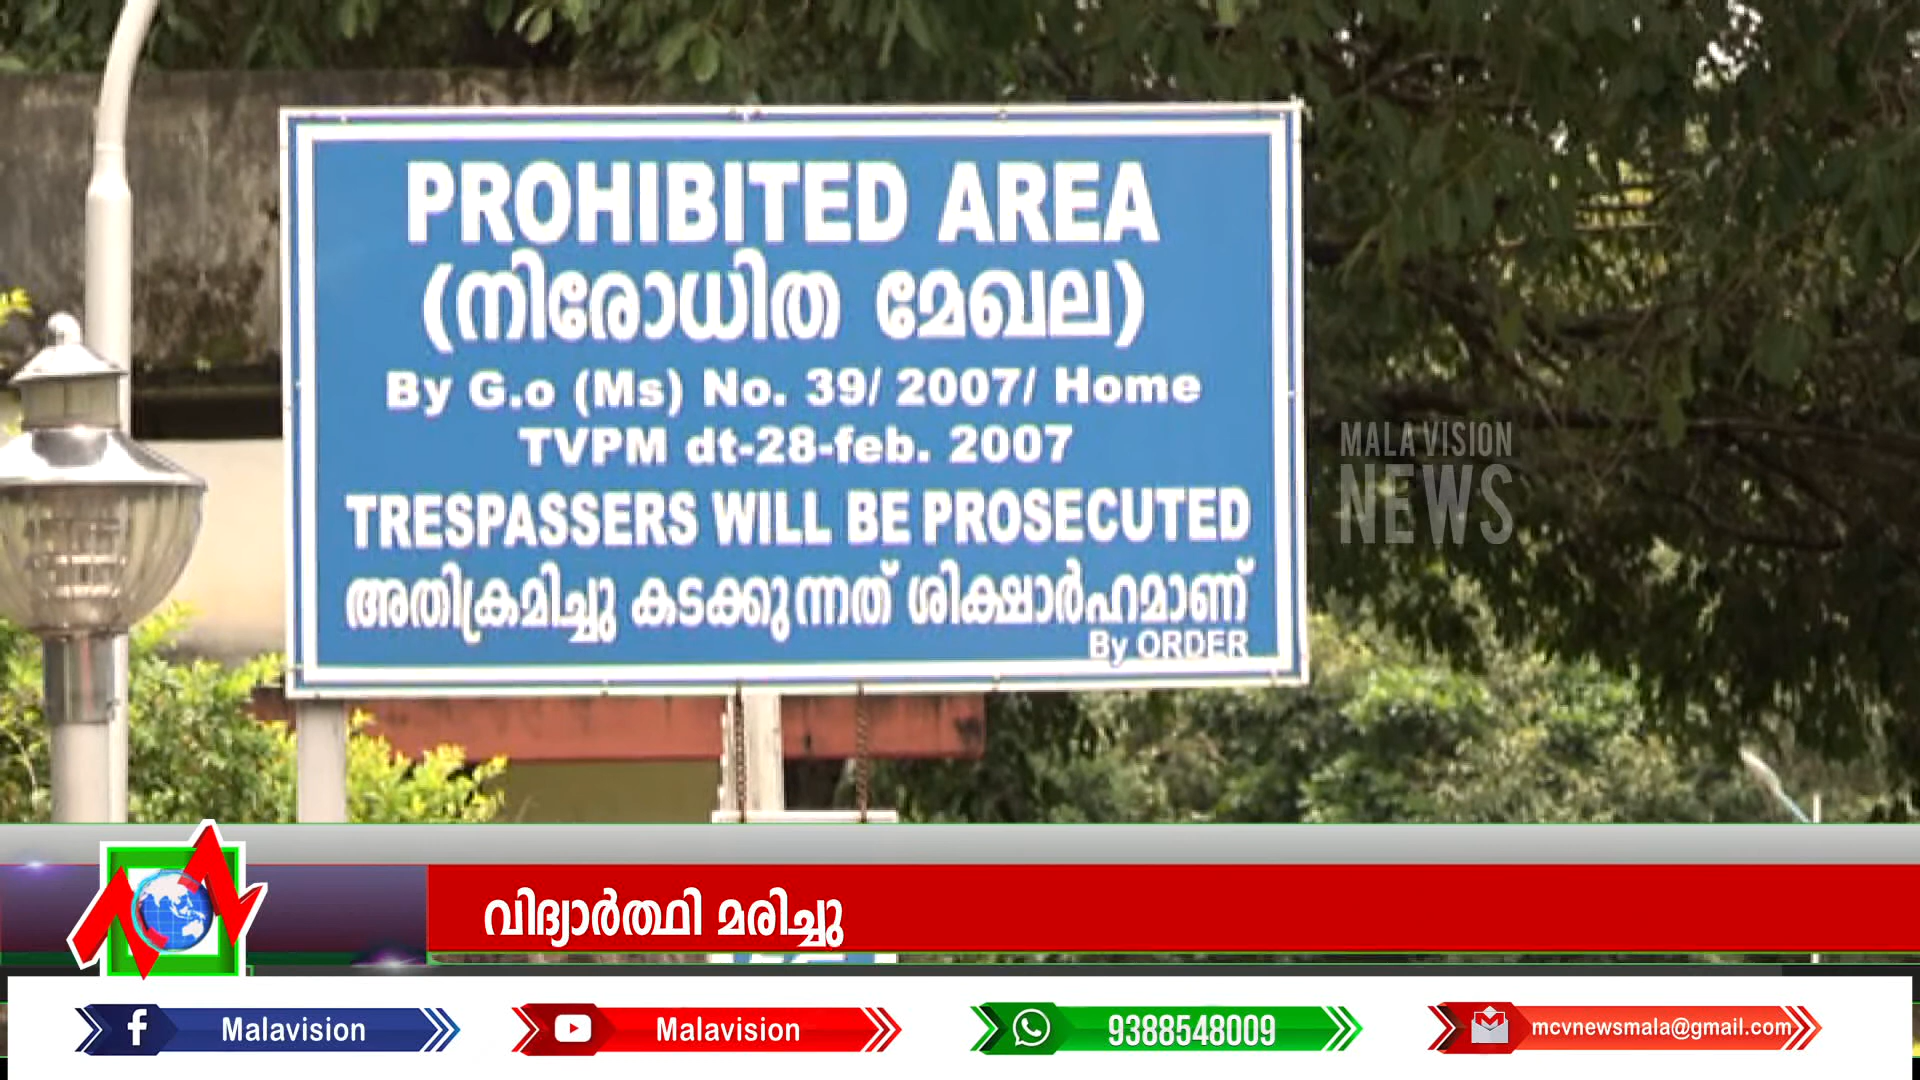 PROHIBITED AREA
(നിരോധിത മേഖല)
By G.o (Ms) No. 39/ 2007/ Home
TVPM dt-28-feb. 2007
TRESPASSERS WILL BE PROSECUTED
അതിക്രമിച്ചു കടക്കുന്നത് ശിക്ഷാർഹമാണ്
By ORDER
MALA VISION
NEWS
വിദ്യാർത്ഥി മരിച്ചു
Malavision
Malavision
9388548009
mcvnewsmala@gmail.com